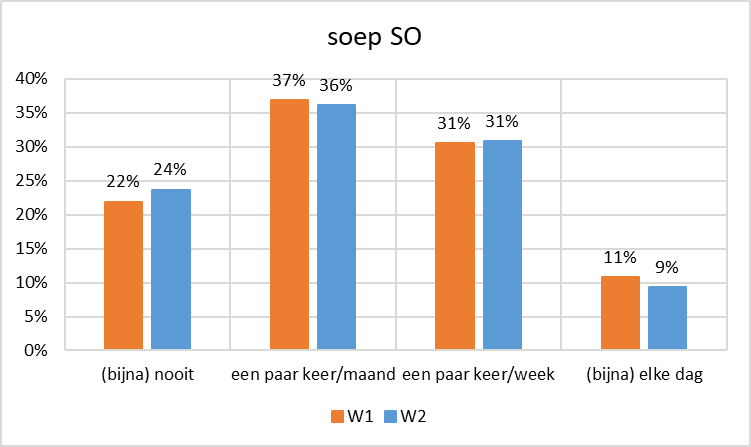 soep SO
40%
35%
30%
25%
20%
15%
10%
5%
0%
22%
24%
37%
36%
31%
31%
11%
9%
(bijna) nooit
een paar keer/maand
een paar keer/week
(bijna) elke dag
W1
W2